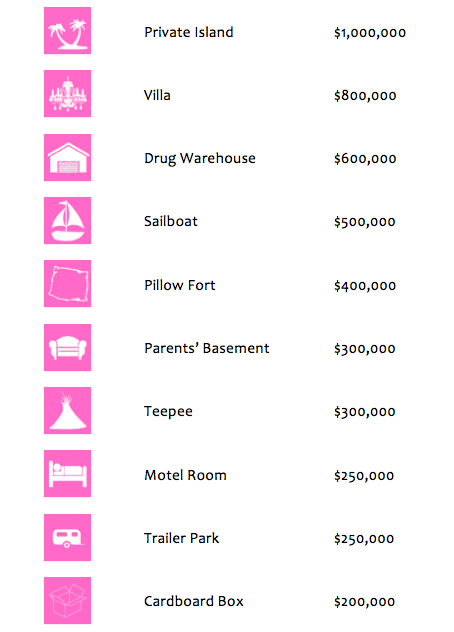 Private Island $1,000,000
Villa $800,000
Drug Warehouse $600,000
Sailboat $500,000
Pillow Fort $400,000
Parents’ Basement $300,000
Teepee $300,000
Motel Room $250,000
Trailer Park $250,000
Cardboard Box $200,000